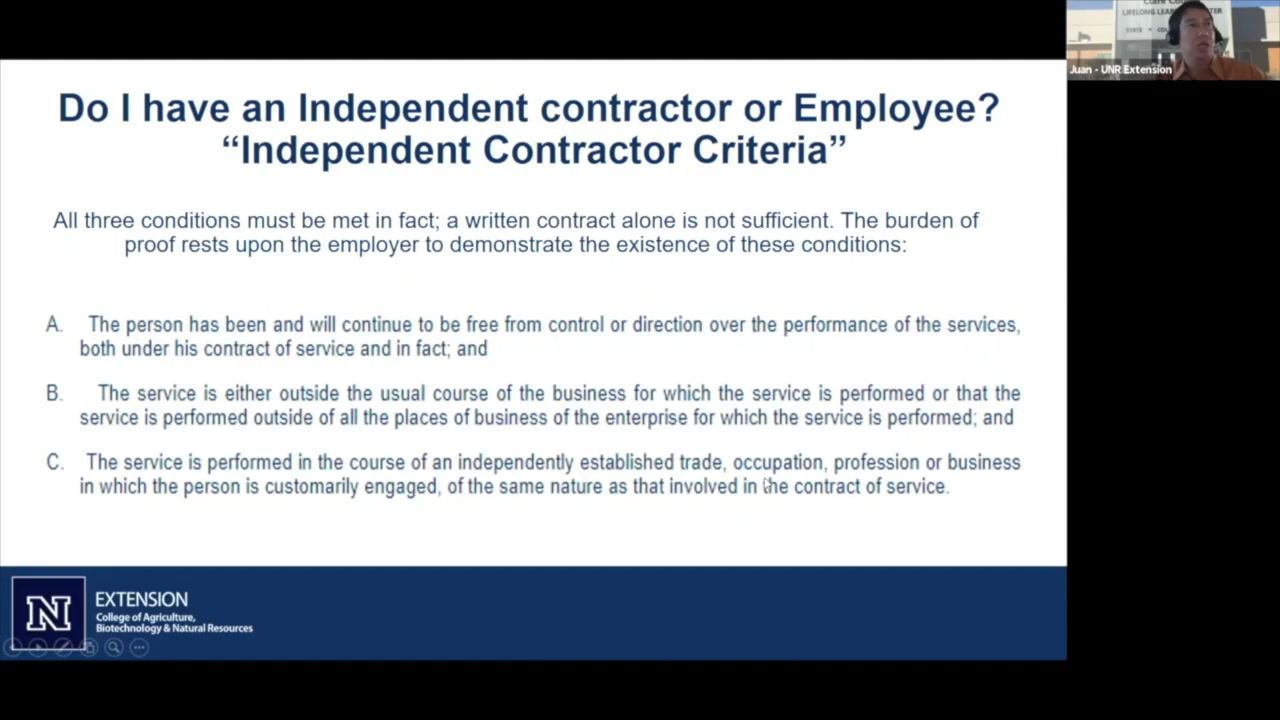 Do I have an Independent contractor or Employee?
“Independent Contractor Criteria”
All three conditions must be met in fact; a written contract alone is not sufficient. The burden of
proof rests upon the employer to demonstrate the existence of these conditions:
A. The person has been and will continue to be free from control or direction over the performance of the services,
both under his contract of service and in fact; and
B. The service is either outside the usual course of the business for which the service is performed or that the
service is performed outside of all the places of business of the enterprise for which the service is performed; and
C. The service is performed in the course of an independently established trade, occupation, profession or business
in which the person is customarily engaged, of the same nature as that involved in the contract of service.
N
EXTENSION
College of Agriculture,
Biotechnology & Natural Resources
LIFELONG
Juan - UNR Extension